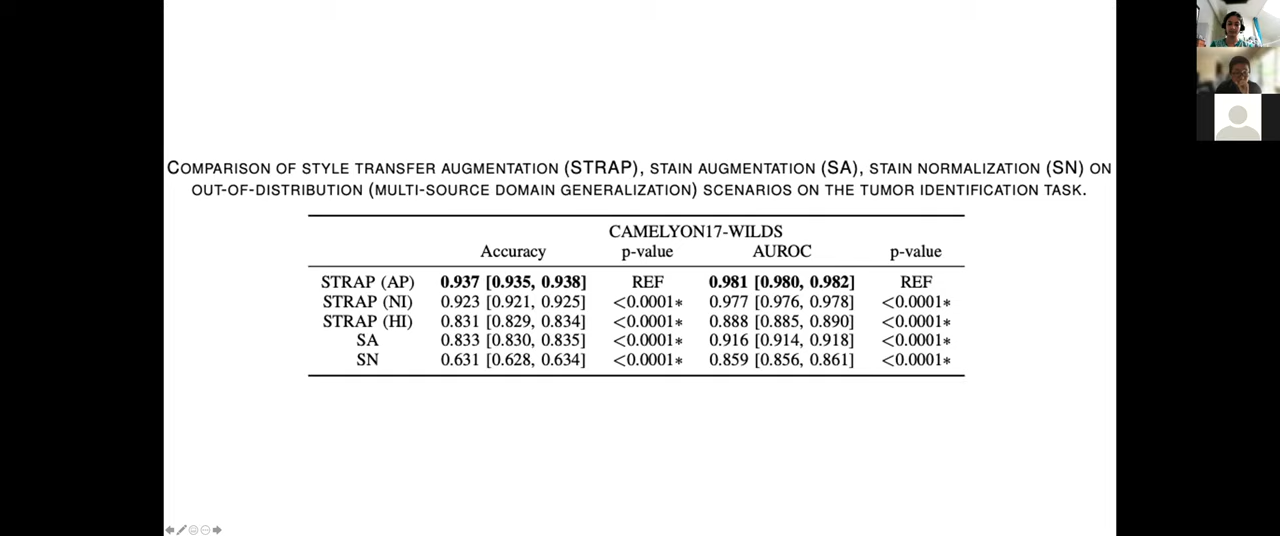 COMPARISON OF STYLE TRANSFER AUGMENTATION (STRAP), STAIN AUGMENTATION (SA), STAIN NORMALIZATION (SN) ON
OUT-OF-DISTRIBUTION (MULTI-SOURCE DOMAIN GENERALIZATION) SCENARIOS ON THE TUMOR IDENTIFICATION TASK.
CAMELYON17-WILDS
Accuracy p-value AUROC p-value
STRAP (AP) 0.937 [0.935, 0.938] REF 0.981 [0.980, 0.982] REF
STRAP (NI) 0.923 [0.921, 0.925] <0.0001* 0.977 [0.976, 0.978] <0.0001*
STRAP (HI) 0.831 [0.829, 0.834] <0.0001* 0.888 [0.885, 0.890] <0.0001*
SA 0.833 [0.830, 0.835] <0.0001* 0.916 [0.914, 0.918] <0.0001*
SN 0.631 [0.628, 0.634] <0.0001* 0.859 [0.856, 0.861] <0.0001*